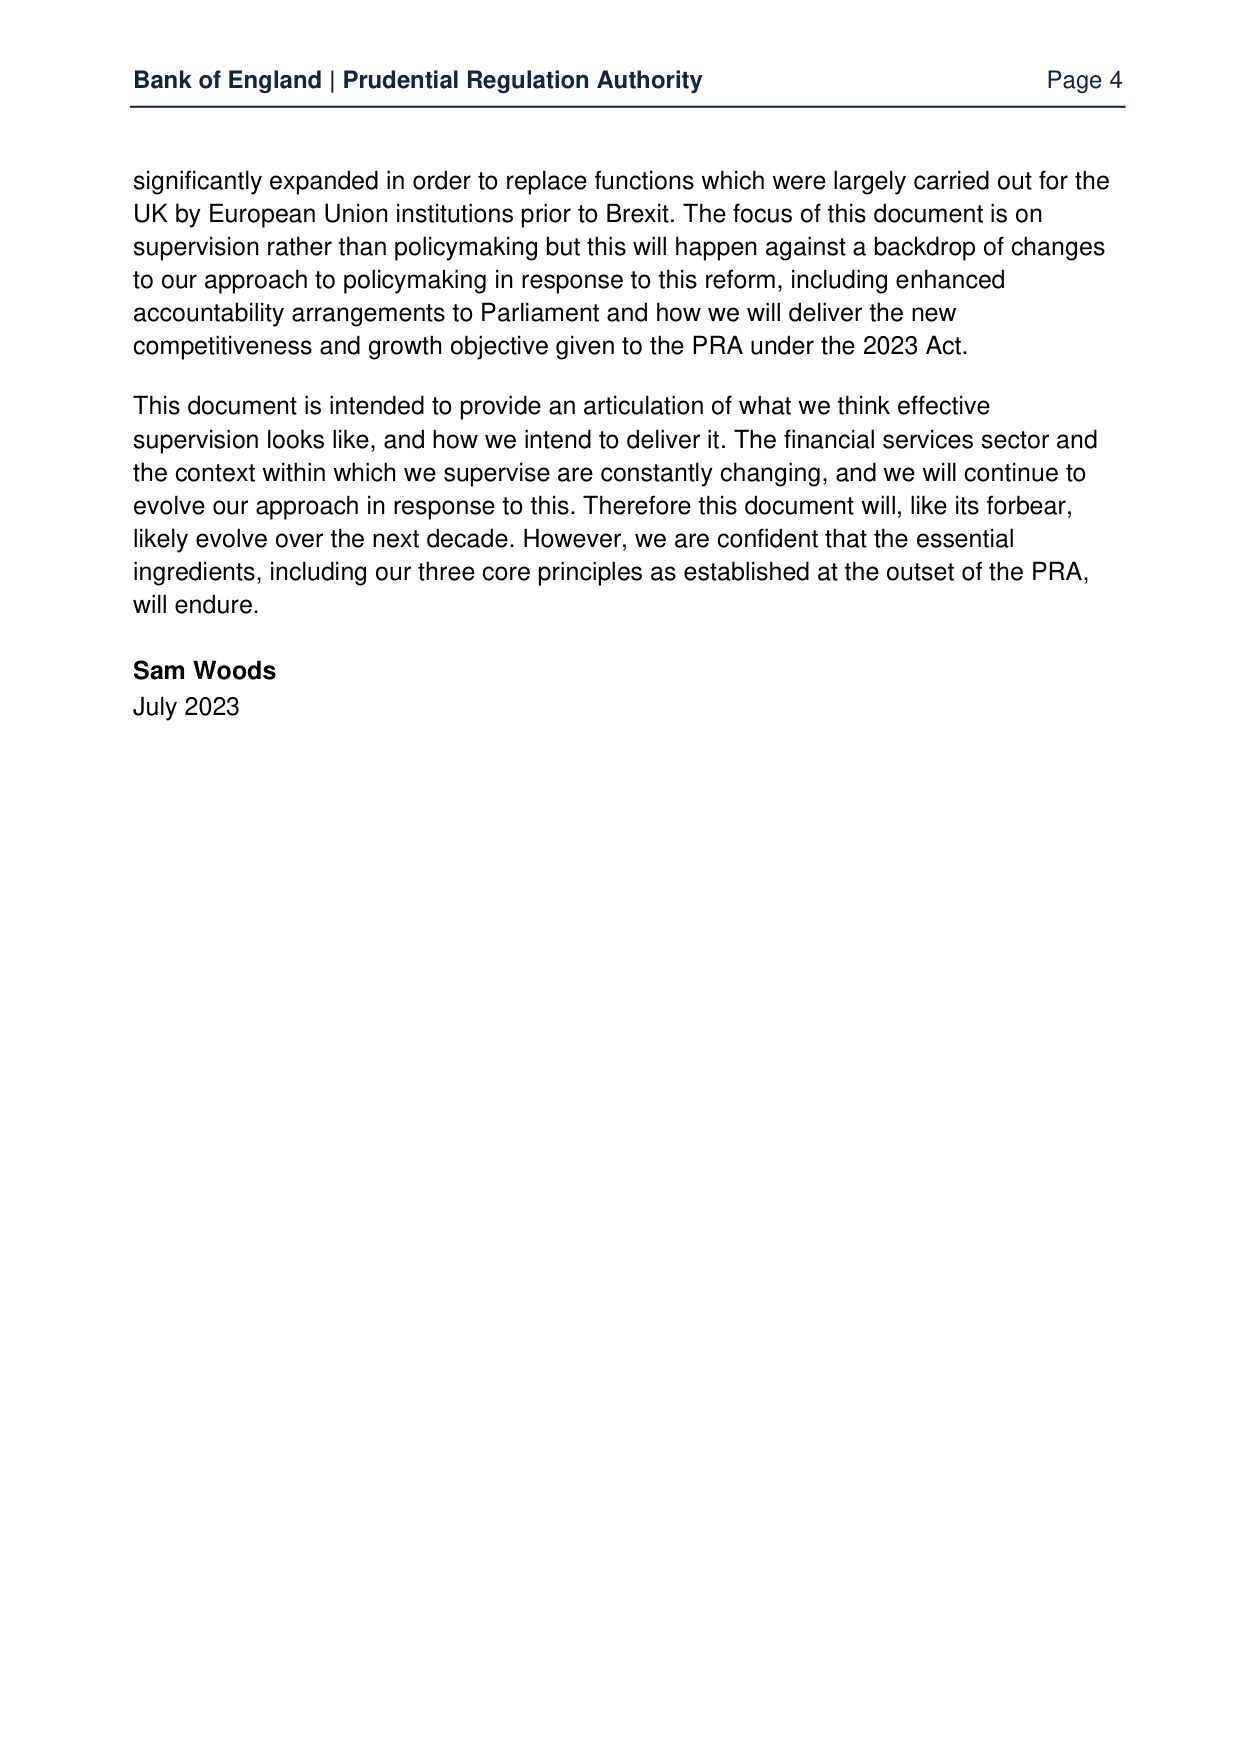 Bank of England | Prudential Regulation Authority Page 4
significantly expanded in order to replace functions which were largely carried out for the
UK by European Union institutions prior to Brexit. The focus of this document is on
supervision rather than policymaking but this will happen against a backdrop of changes
to our approach to policymaking in response to this reform, including enhanced
accountability arrangements to Parliament and how we will deliver the new
competitiveness and growth objective given to the PRA under the 2023 Act.
This document is intended to provide an articulation of what we think effective
supervision looks like, and how we intend to deliver it. The financial services sector and
the context within which we supervise are constantly changing, and we will continue to
evolve our approach in response to this. Therefore this document will, like its forbear,
likely evolve over the next decade. However, we are confident that the essential
ingredients, including our three core principles as established at the outset of the PRA,
will endure.
Sam Woods
July 2023